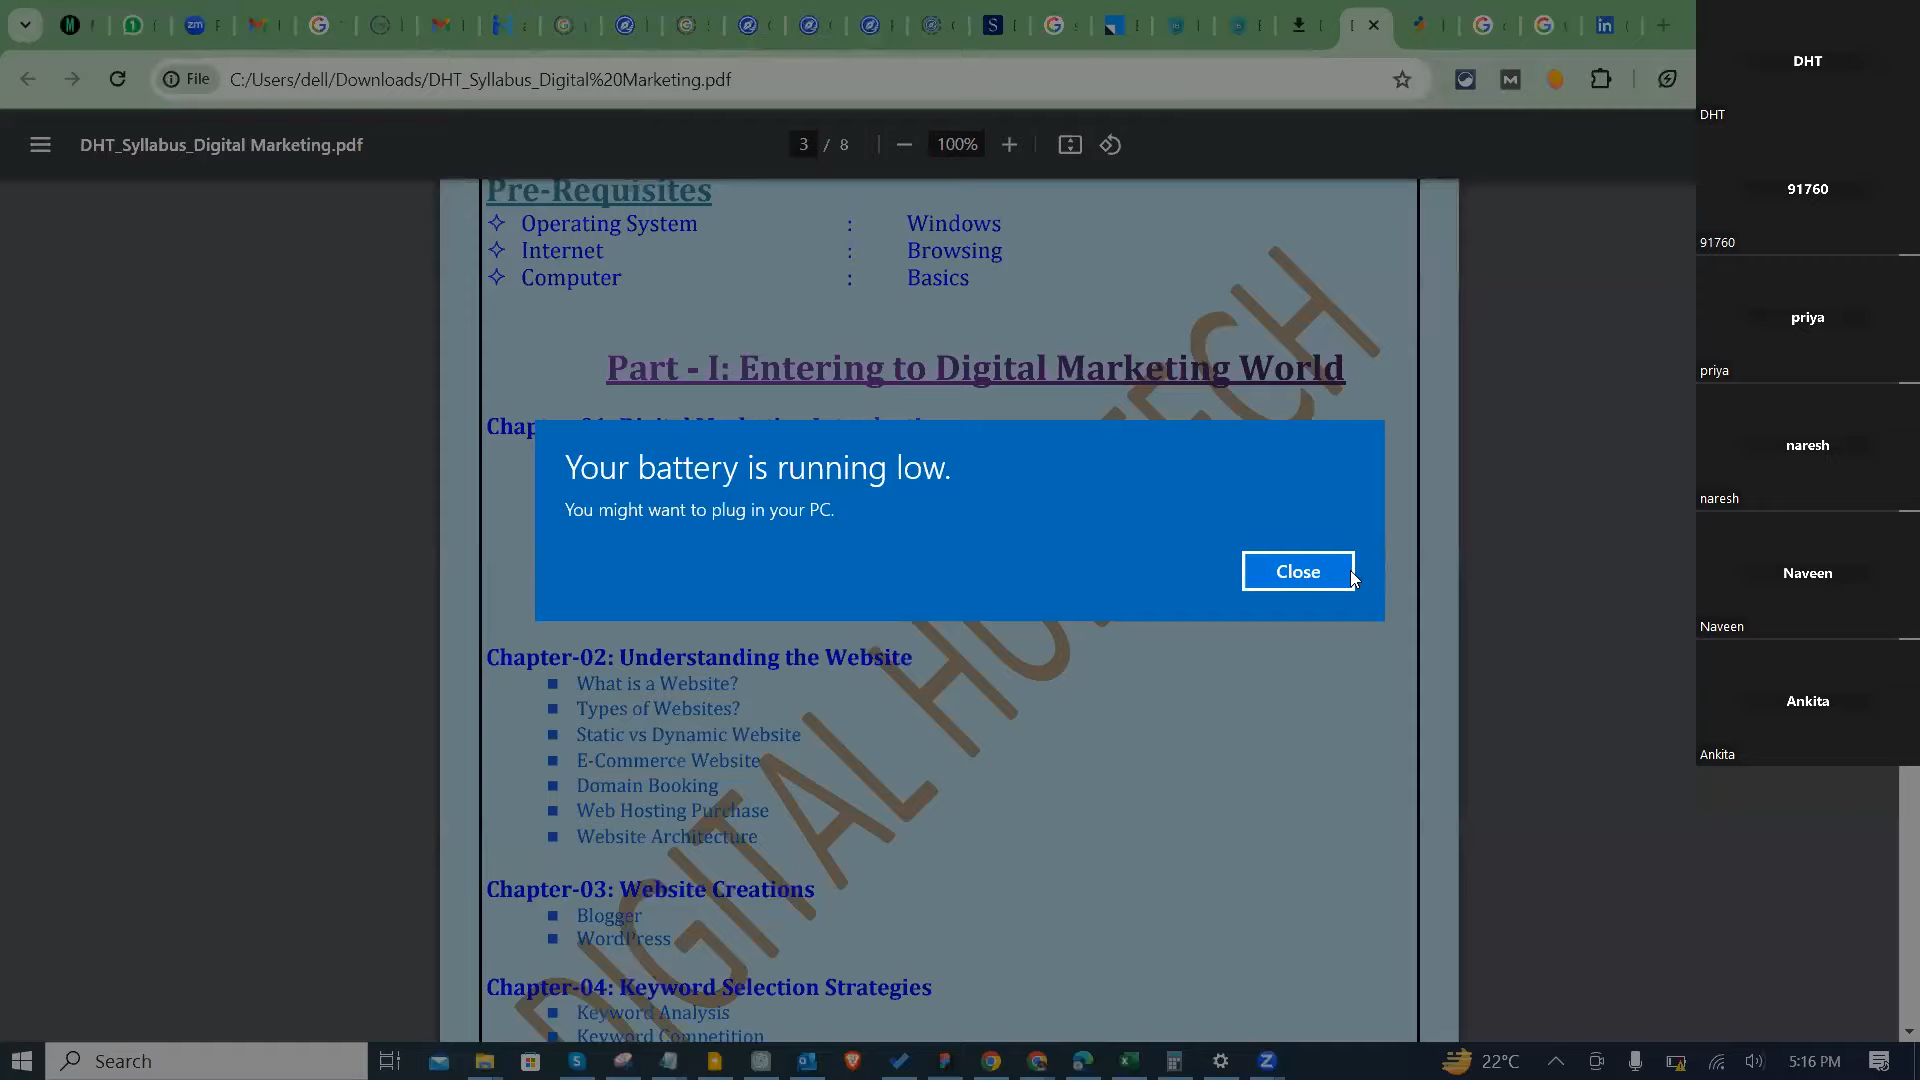 File
C:/Users/dell/Downloads/DHT_Syllabus_Digital%20Marketing.pdf
DHT_Syllabus_Digital Marketing.pdf
3 / 8
100%
Pre-Requisites
Operating System : Windows
Internet : Browsing
Computer : Basics
Part - I: Entering to Digital Marketing World
Your battery is running low.
You might want to plug in your PC.
Close
Chapter-02: Understanding the Website
What is a Website?
Types of Websites?
Static vs Dynamic Website
E-Commerce Website
Domain Booking
Web Hosting Purchase
Website Architecture
Chapter-03: Website Creations
Blogger
WordPress
Chapter-04: Keyword Selection Strategies
Keyword Analysis
Keyword Competition
DHT
DHT
91760
91760
priya
priya
naresh
naresh
Naveen
Naveen
Ankita
Ankita
Search
22°C
5:16 PM